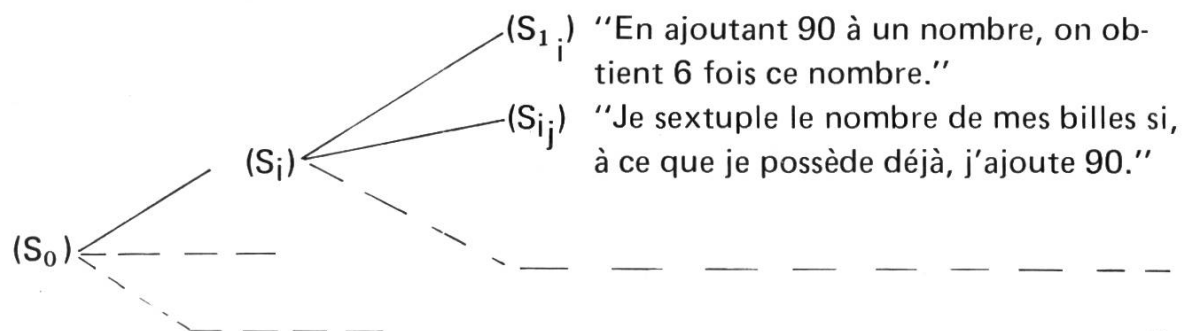 (S₁ᵢ) ‘‘En ajoutant 90 à un nombre, on ob-
tient 6 fois ce nombre.’’
(Sᵢⱼ) ‘‘Je sextuple le nombre de mes billes si,
(Sᵢ) à ce que je possède déjà, j’ajoute 90.’’
(S₀)